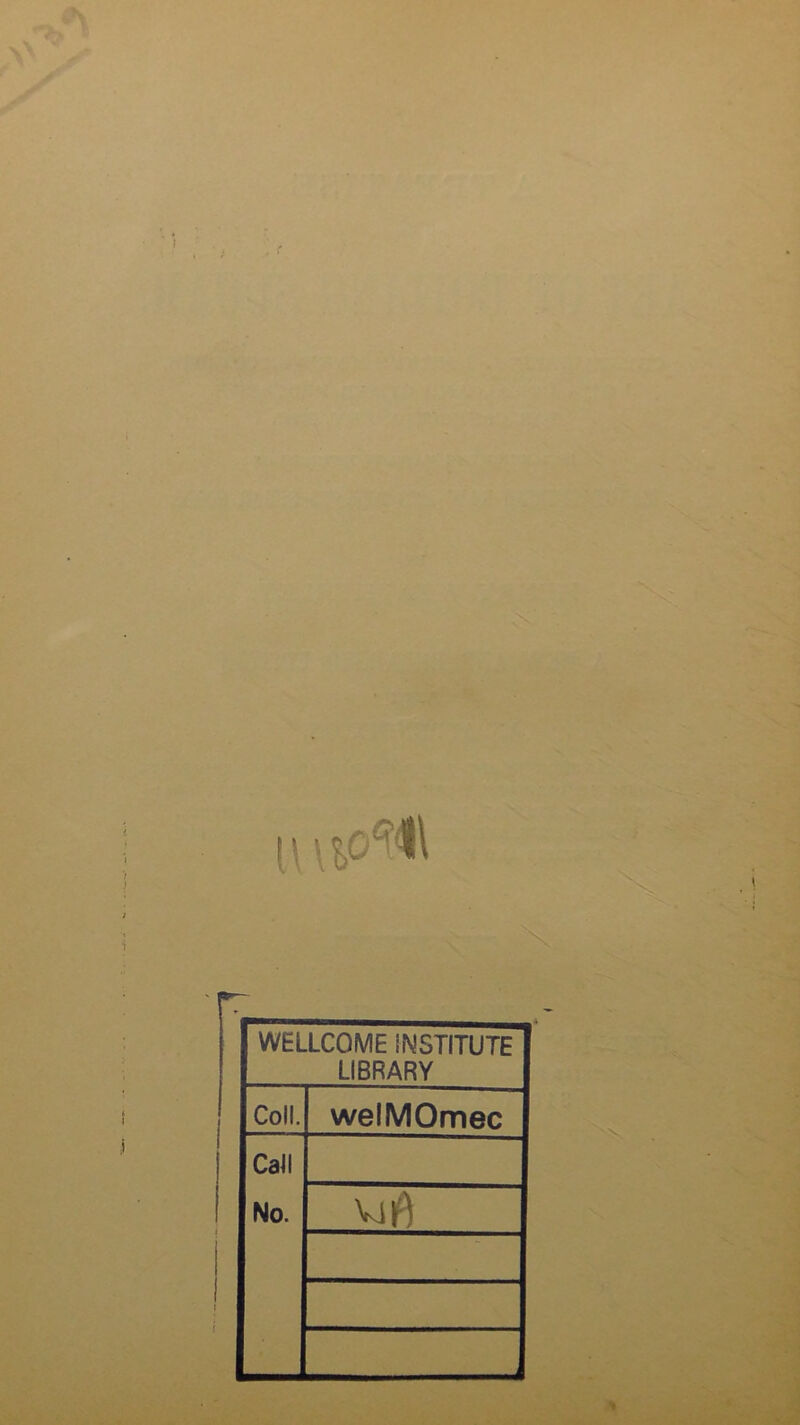 WELLCOME INSTITUTE
LIBRARY
Coll. welMOmec
Call
No. WA